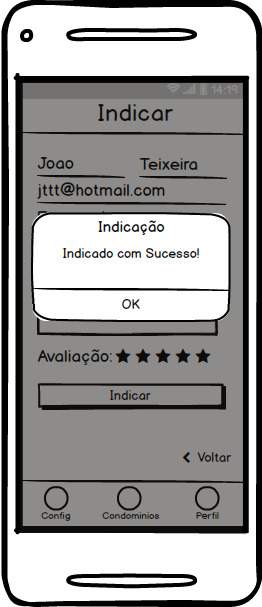 14:19
Indicar
Joao Teixeira
jttt@hotmail.com
Indicação
Indicado com Sucesso!
OK
Avaliação:
Indicar
Voltar
Config Condominios Perfil